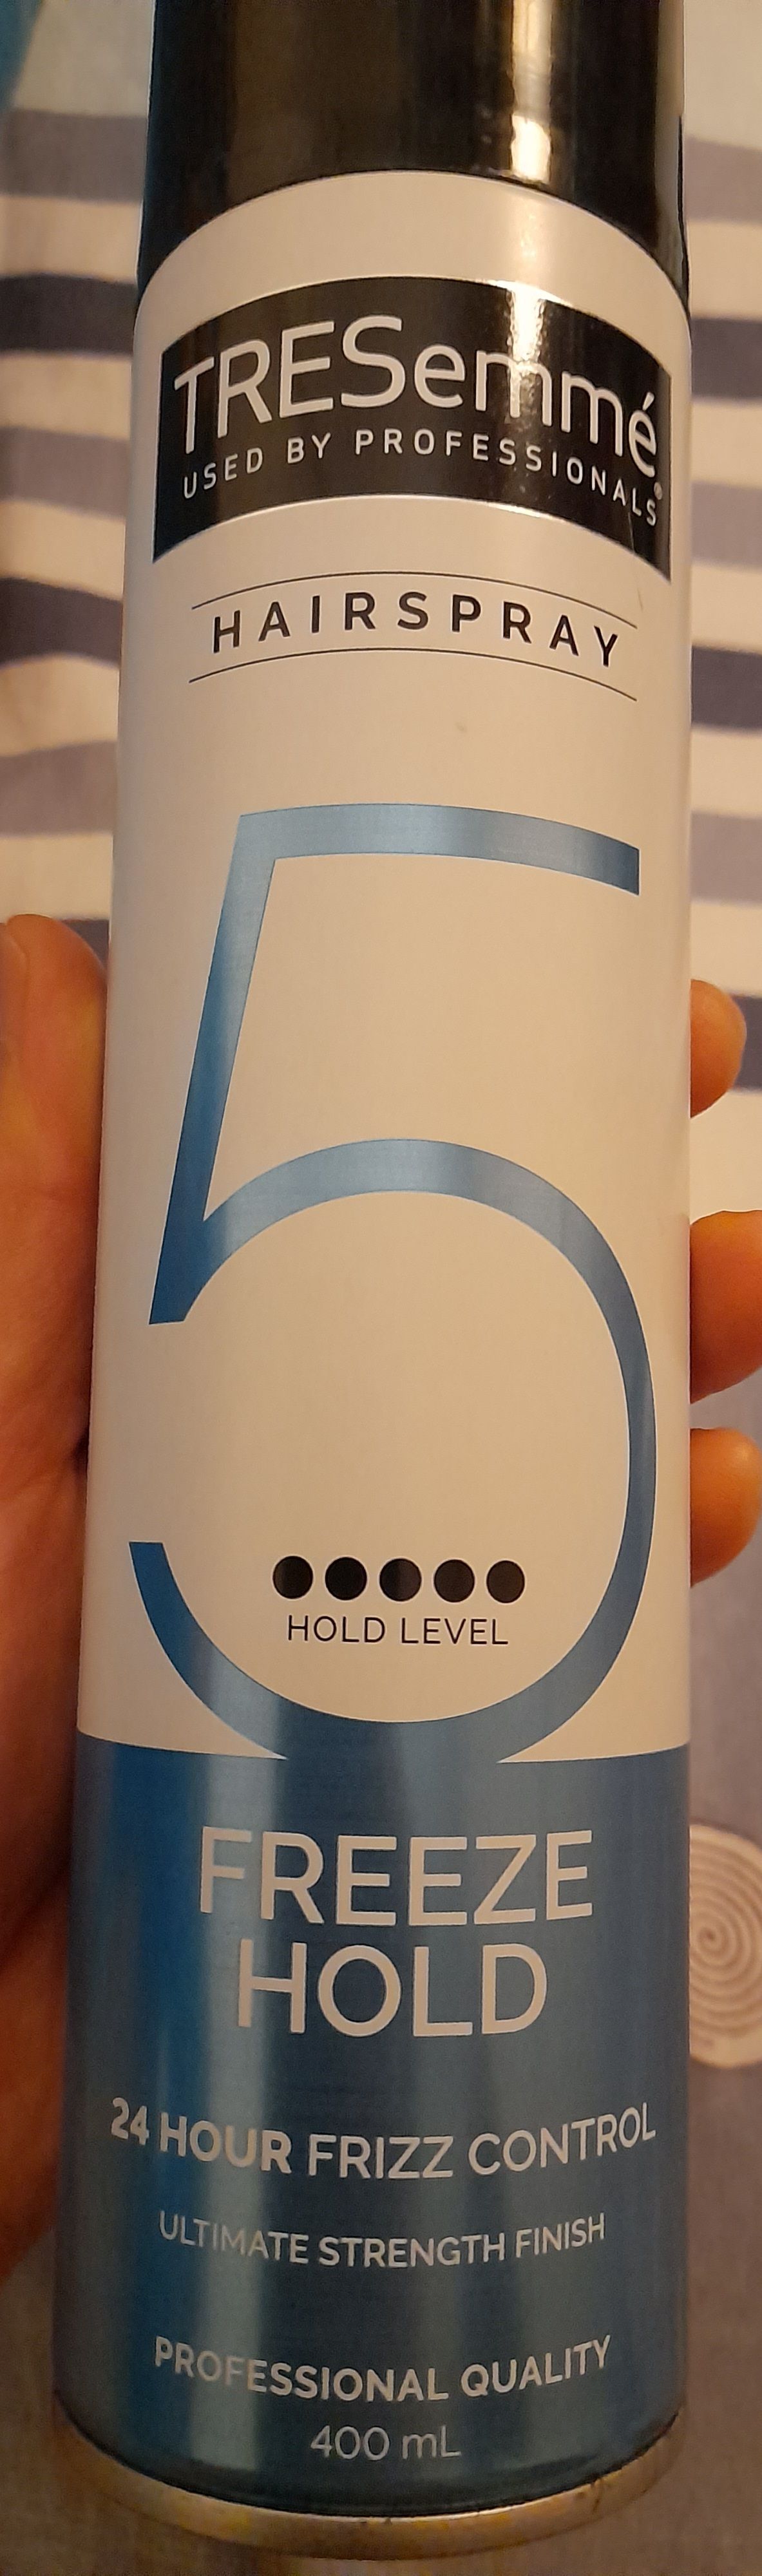 TRESemmé
USED BY PROFESSIONALS®
HAIRSPRAY
5
HOLD LEVEL
FREEZE
HOLD
24 HOUR FRIZZ CONTROL
ULTIMATE STRENGTH FINISH
PROFESSIONAL QUALITY
400 mL